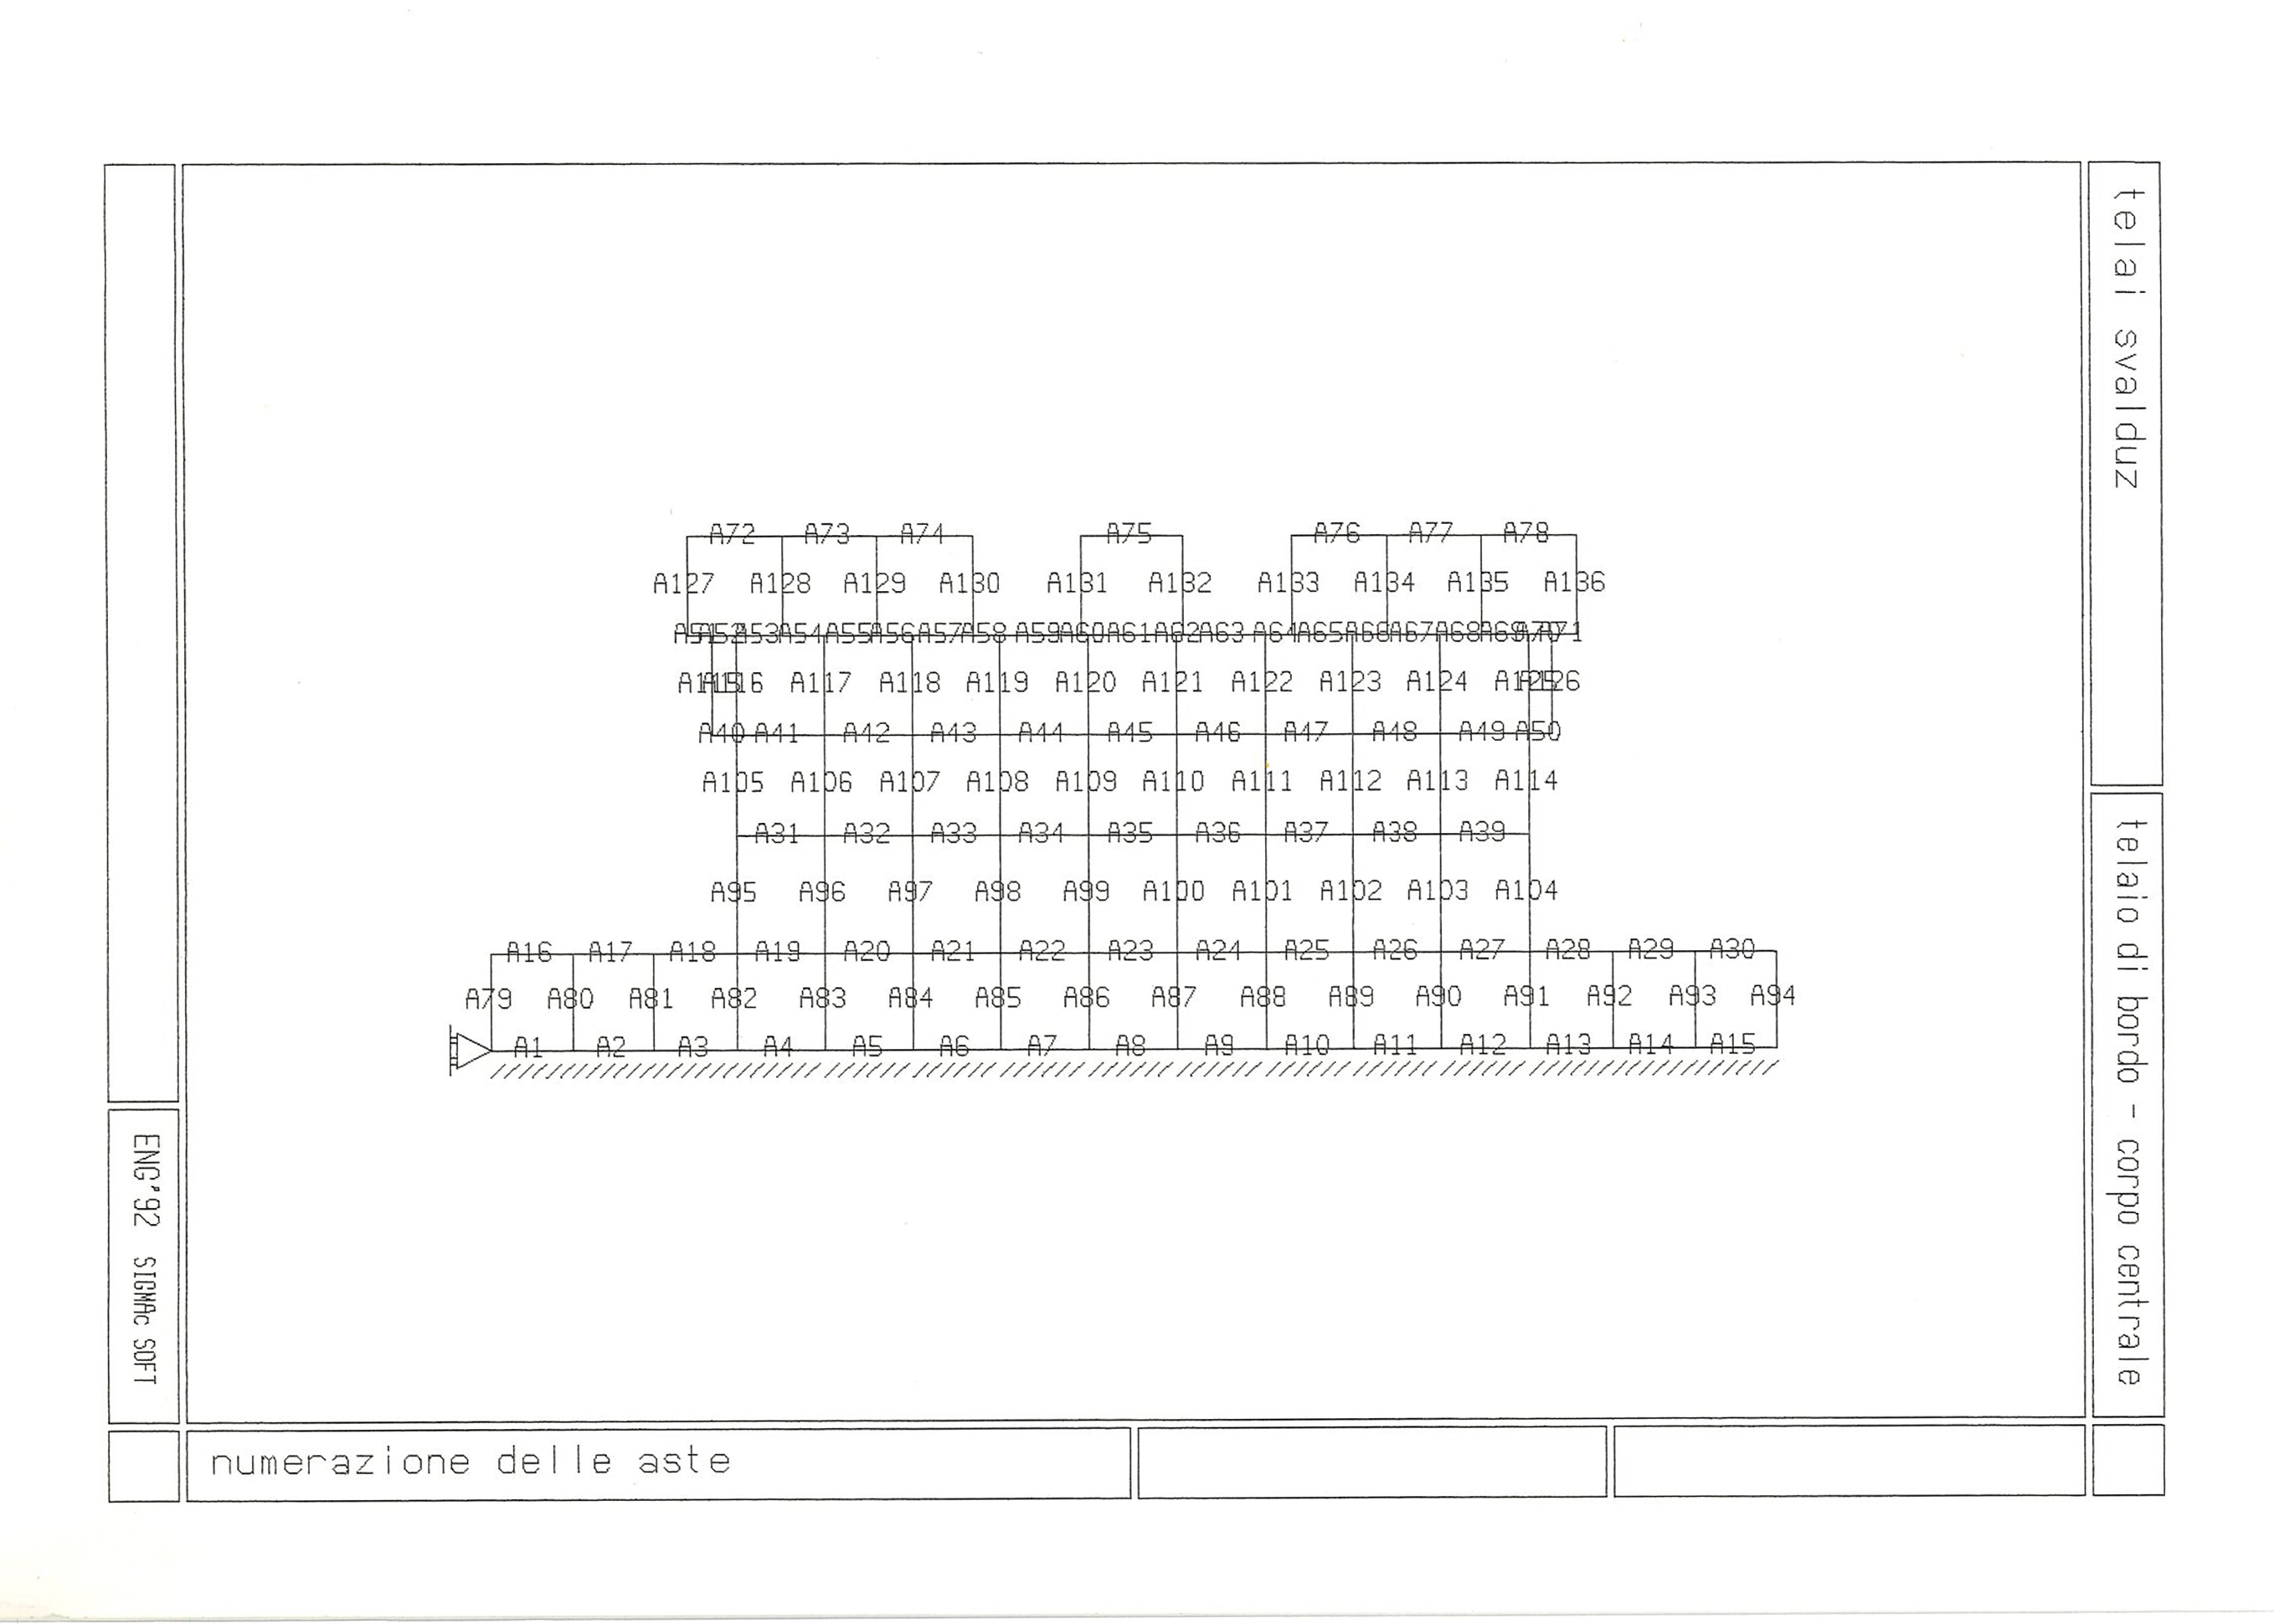 telai svalduz
telaio di bordo - corpo centrale
A72 A73 A74 A75 A76 A77 A78
A127 A128 A129 A130 A131 A132 A133 A134 A135 A136
A51 A52 A53 A54 A55 A56 A57 A58 A59 A60 A61 A62 A63 A64 A65 A66 A67 A68 A69 A70 A71
A115 A116 A117 A118 A119 A120 A121 A122 A123 A124 A125 A126
A40 A41 A42 A43 A44 A45 A46 A47 A48 A49 A50
A105 A106 A107 A108 A109 A110 A111 A112 A113 A114
A31 A32 A33 A34 A35 A36 A37 A38 A39
A95 A96 A97 A98 A99 A100 A101 A102 A103 A104
A16 A17 A18 A19 A20 A21 A22 A23 A24 A25 A26 A27 A28 A29 A30
A79 A80 A81 A82 A83 A84 A85 A86 A87 A88 A89 A90 A91 A92 A93 A94
A1 A2 A3 A4 A5 A6 A7 A8 A9 A10 A11 A12 A13 A14 A15
ENG'92 SIGMAc SOFT
numerazione delle aste